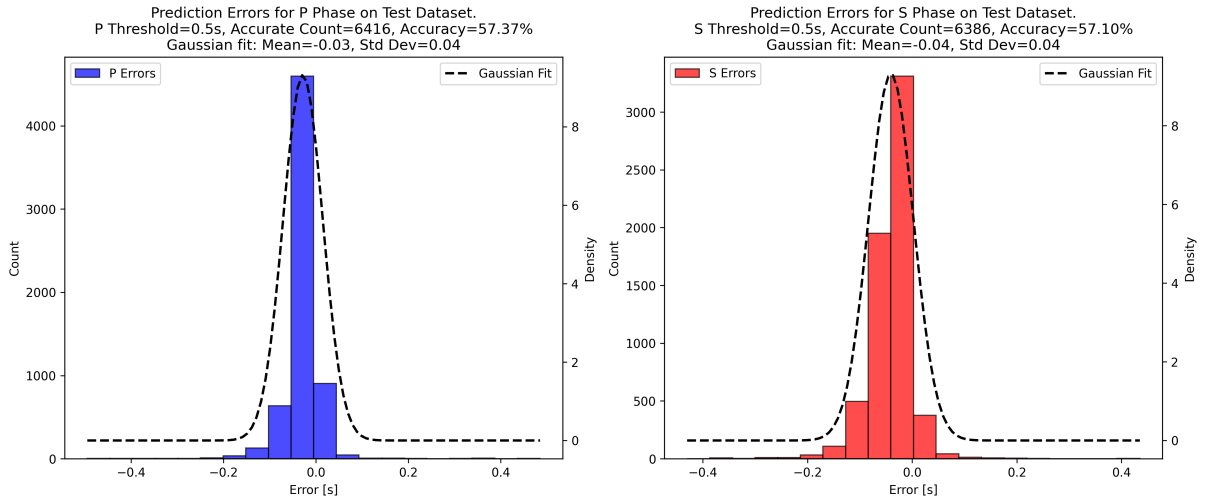 Prediction Errors for P Phase on Test Dataset.
P Threshold=0.5s, Accurate Count=6416, Accuracy=57.37%
Gaussian fit: Mean=-0.03, Std Dev=0.04
P Errors
Gaussian Fit
4000
3000
2000
1000
0
Count
8
6
4
2
0
Density
−0.4
−0.2
0.0
0.2
0.4
Error [s]
Prediction Errors for S Phase on Test Dataset.
S Threshold=0.5s, Accurate Count=6386, Accuracy=57.10%
Gaussian fit: Mean=-0.04, Std Dev=0.04
S Errors
Gaussian Fit
3000
2500
2000
1500
1000
500
0
Count
8
6
4
2
0
Density
−0.4
−0.2
0.0
0.2
0.4
Error [s]